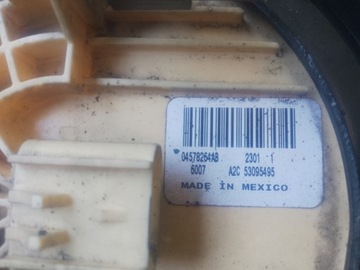 04578264AB 2301 1
6007 A2C 53095495
MADE IN MEXICO